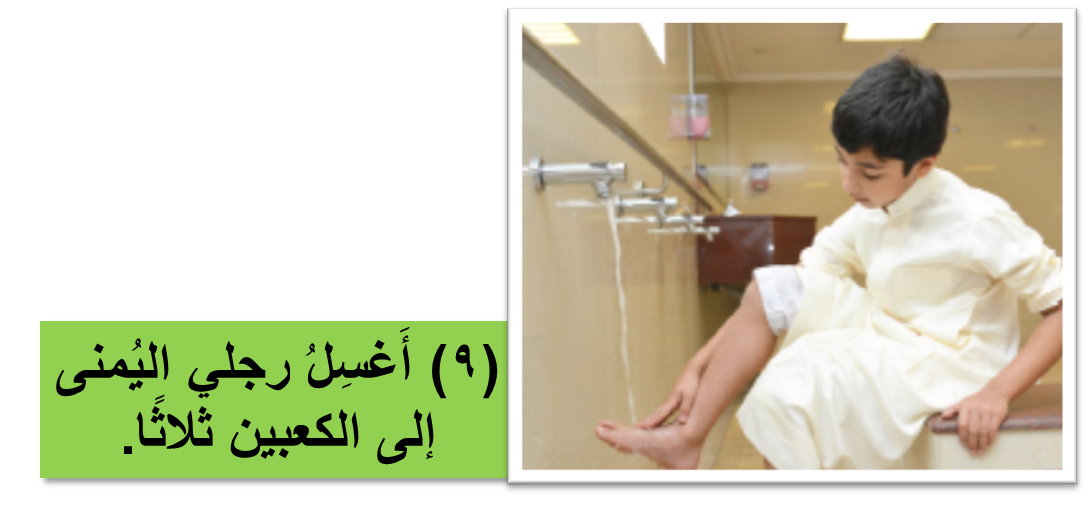 (٩) أَغسِلُ رجلي اليُمنى
إلى الكعبين ثلاثًا.